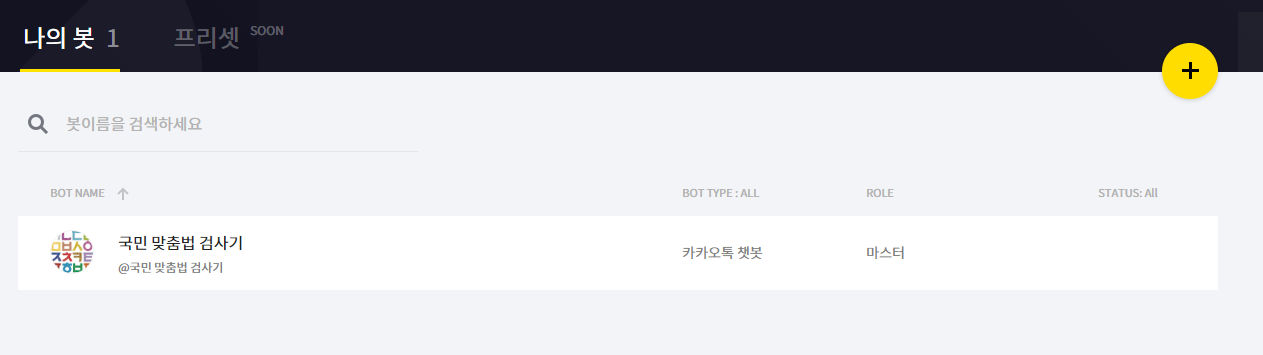 나의 봇 1 프리셋 SOON
봇이름을 검색하세요
BOT NAME BOT TYPE : ALL ROLE STATUS: All
국민 맞춤법 검사기
@국민 맞춤법 검사기
카카오톡 챗봇 마스터